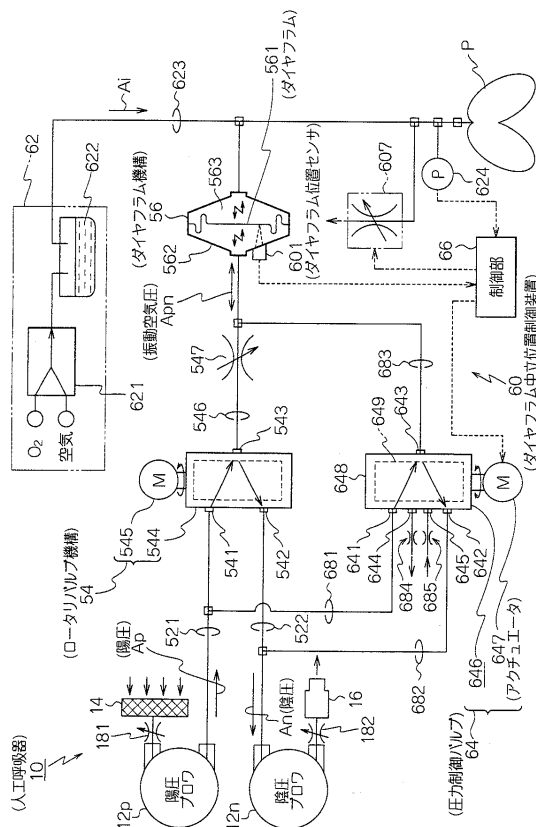 (人工呼吸器)
10
12p
陽圧
ブロワ
181
14
(陽圧)
Ap
521
12n
陰圧
ブロワ
182
16
An(陰圧)
522
(ロータリバルブ機構)
54
545
544
M
541
542
543
546
547
(振動空気圧)
Apn
562
56
(ダイヤフラム機構)
563
561
(ダイヤフラム)
601
(ダイヤフラム位置センサ)
O2
空気
621
62
622
Ai
623
607
P
624
P
66
制御部
60
(ダイヤフラム中立位置制御装置)
681
682
683
641
644
684
685
645
642
643
649
648
M
646
647
(アクチュエータ)
64
(圧力制御バルブ)